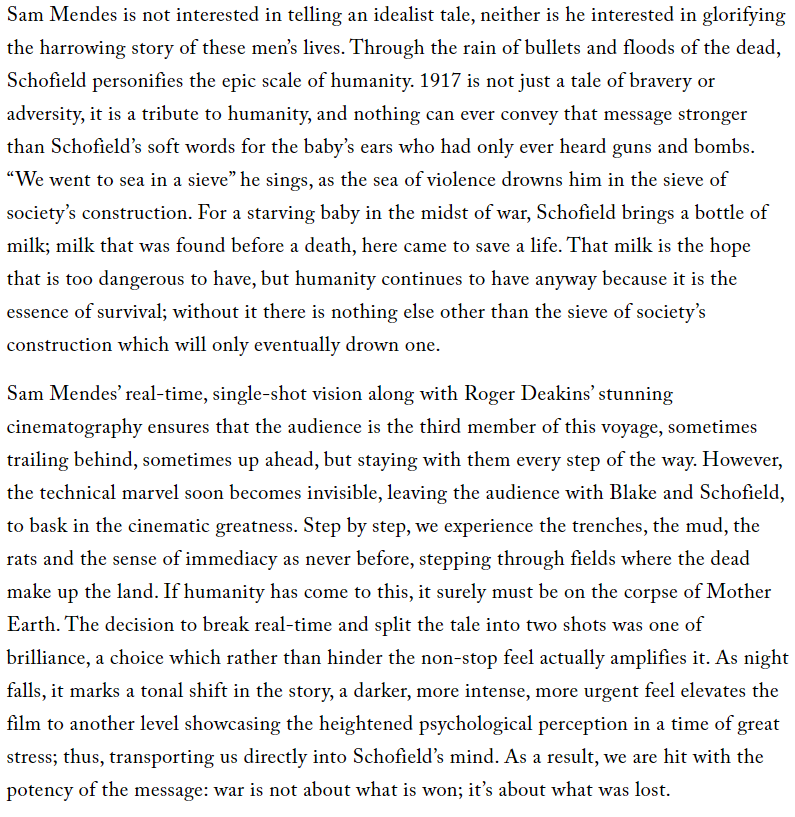 Sam Mendes is not interested in telling an idealist tale, neither is he interested in glorifying
the harrowing story of these men’s lives. Through the rain of bullets and floods of the dead,
Schofield personifies the epic scale of humanity. 1917 is not just a tale of bravery or
adversity, it is a tribute to humanity, and nothing can ever convey that message stronger
than Schofield’s soft words for the baby’s ears who had only ever heard guns and bombs.
“We went to sea in a sieve” he sings, as the sea of violence drowns him in the sieve of
society’s construction. For a starving baby in the midst of war, Schofield brings a bottle of
milk; milk that was found before a death, here came to save a life. That milk is the hope
that is too dangerous to have, but humanity continues to have anyway because it is the
essence of survival; without it there is nothing else other than the sieve of society’s
construction which will only eventually drown one.
Sam Mendes’ real-time, single-shot vision along with Roger Deakins’ stunning
cinematography ensures that the audience is the third member of this voyage, sometimes
trailing behind, sometimes up ahead, but staying with them every step of the way. However,
the technical marvel soon becomes invisible, leaving the audience with Blake and Schofield,
to bask in the cinematic greatness. Step by step, we experience the trenches, the mud, the
rats and the sense of immediacy as never before, stepping through fields where the dead
make up the land. If humanity has come to this, it surely must be on the corpse of Mother
Earth. The decision to break real-time and split the tale into two shots was one of
brilliance, a choice which rather than hinder the non-stop feel actually amplifies it. As night
falls, it marks a tonal shift in the story, a darker, more intense, more urgent feel elevates the
film to another level showcasing the heightened psychological perception in a time of great
stress; thus, transporting us directly into Schofield’s mind. As a result, we are hit with the
potency of the message: war is not about what is won; it’s about what was lost.